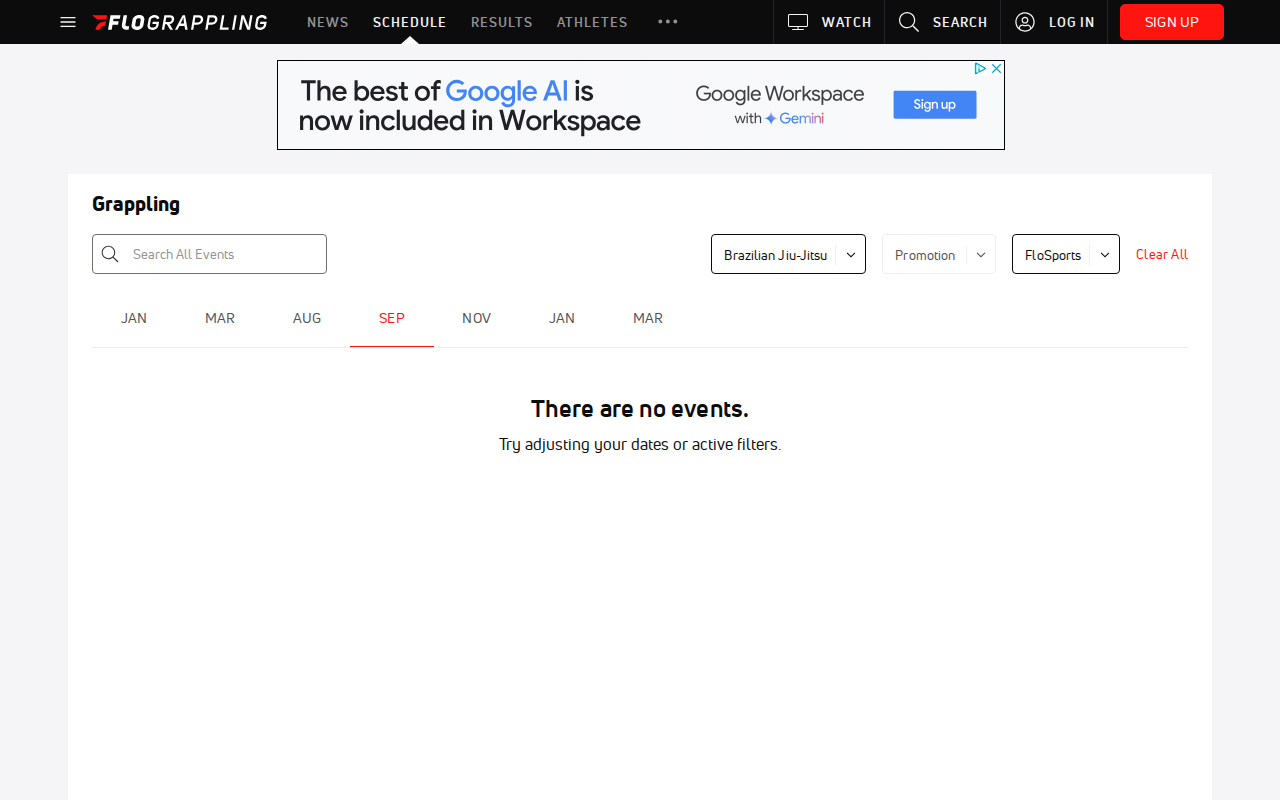 FLOGRAPPLING NEWS SCHEDULE RESULTS ATHLETES ••• WATCH SEARCH LOG IN SIGN UP
The best of Google AI is
now included in Workspace
Google Workspace
with Gemini
Sign up
Grappling
Search All Events Brazilian Jiu-Jitsu Promotion FloSports Clear All
JAN MAR AUG SEP NOV JAN MAR
There are no events.
Try adjusting your dates or active filters.